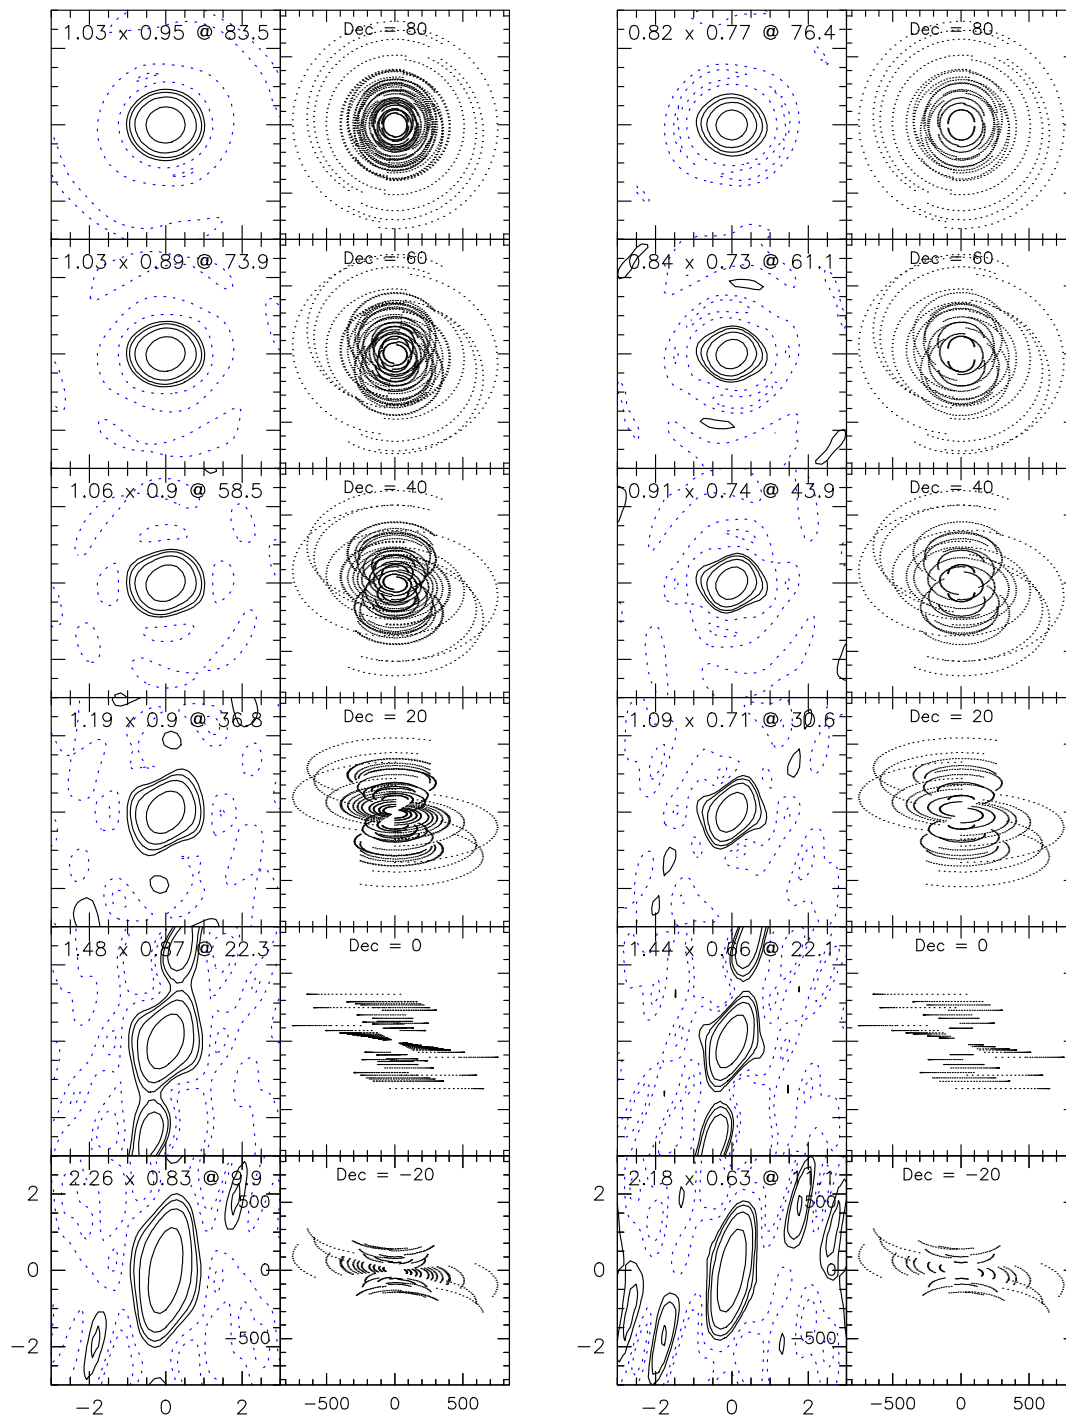 1.03 x 0.95 @ 83.5
Dec = 80
0.82 x 0.77 @ 76.4
Dec = 80
1.03 x 0.89 @ 73.9
Dec = 60
0.84 x 0.73 @ 61.1
Dec = 60
1.06 x 0.9 @ 58.5
Dec = 40
0.91 x 0.74 @ 43.9
Dec = 40
1.19 x 0.9 @ 36.8
Dec = 20
1.09 x 0.71 @ 30.6
Dec = 20
1.48 x 0.87 @ 22.3
Dec = 0
1.44 x 0.66 @ 22.1
Dec = 0
2.26 x 0.83 @ 9.9
Dec = −20
2.18 x 0.63 @ 11.1
Dec = −20
2
500
2
500
0
0
0
0
−2
−500
−2
−500
−2 0 2
−500 0 500
−2 0 2
−500 0 500